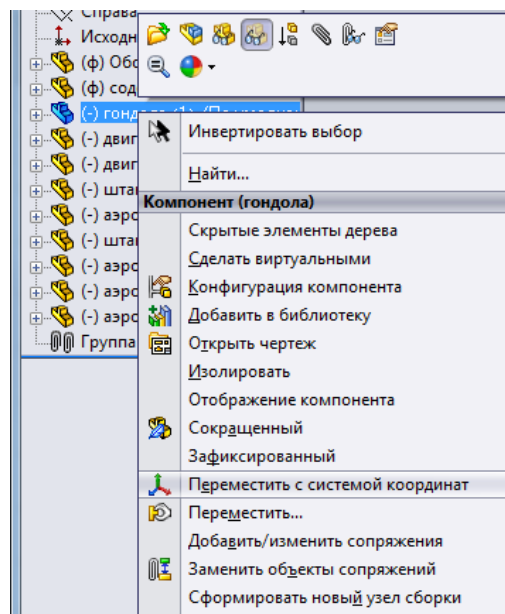 Справа
Исходн
(ф) Обо
(ф) сод
(-) гондола (1)
(-) двиг
(-) двиг
(-) штан
(-) аэро
(-) штан
(-) аэро
(-) аэро
(-) аэро
Группа
Инвертировать выбор
Найти...
Компонент (гондола)
Скрытые элементы дерева
Сделать виртуальными
Конфигурация компонента
Добавить в библиотеку
Открыть чертеж
Изолировать
Отображение компонента
Сокращенный
Зафиксированный
Переместить с системой координат
Переместить...
Добавить/изменить сопряжения
Заменить объекты сопряжений
Сформировать новый узел сборки